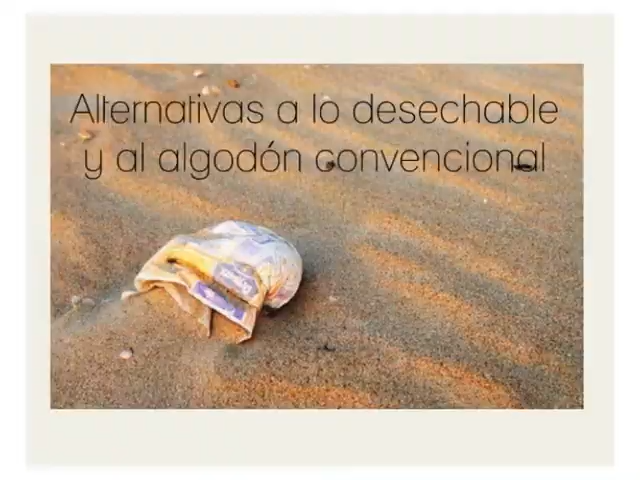 Alternativas a lo desechable
y al algodón convencional